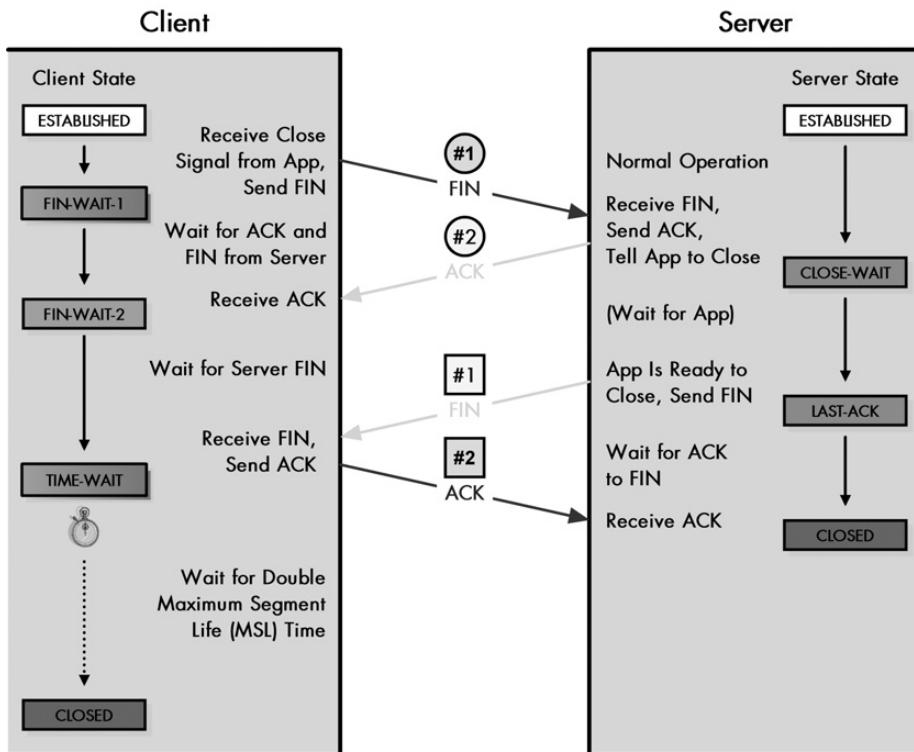 Client
Server
Client State
ESTABLISHED
Receive Close
Signal from App,
Send FIN
FIN-WAIT-1
Wait for ACK and
FIN from Server
Receive ACK
FIN-WAIT-2
Wait for Server FIN
Receive FIN,
Send ACK
TIME-WAIT
Wait for Double
Maximum Segment
Life (MSL) Time
CLOSED
#1
FIN
#2
ACK
#1
FIN
#2
ACK
Server State
ESTABLISHED
Normal Operation
Receive FIN,
Send ACK,
Tell App to Close
CLOSE-WAIT
(Wait for App)
App Is Ready to
Close, Send FIN
LAST-ACK
Wait for ACK
to FIN
Receive ACK
CLOSED